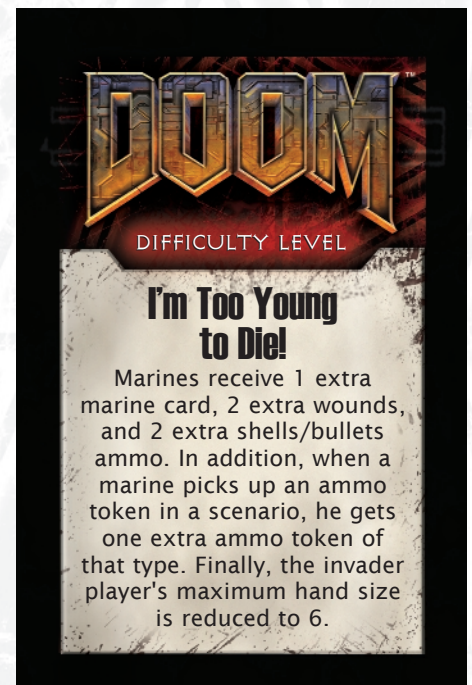 DOOM™
DIFFICULTY LEVEL
I'm Too Young
to Die!
Marines receive 1 extra
marine card, 2 extra wounds,
and 2 extra shells/bullets
ammo. In addition, when a
marine picks up an ammo
token in a scenario, he gets
one extra ammo token of
that type. Finally, the invader
player's maximum hand size
is reduced to 6.